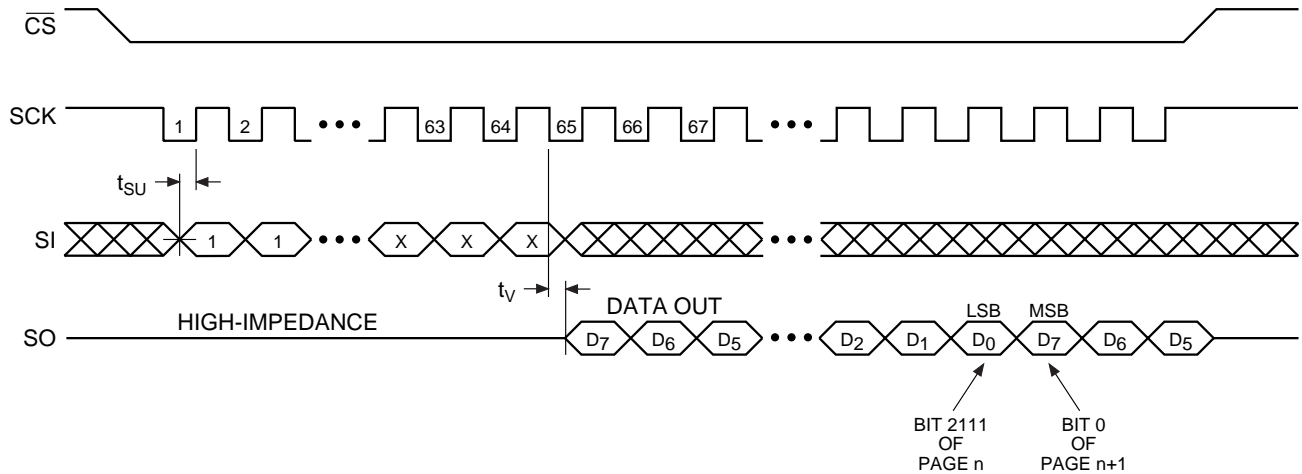 CS
SCK
1 2 63 64 65 66 67
tSU
SI
1 1 X X X
tV
DATA OUT
HIGH-IMPEDANCE
LSB MSB
SO
D7 D6 D5 D2 D1 D0 D7 D6 D5
BIT 2111
OF
PAGE n
BIT 0
OF
PAGE n+1